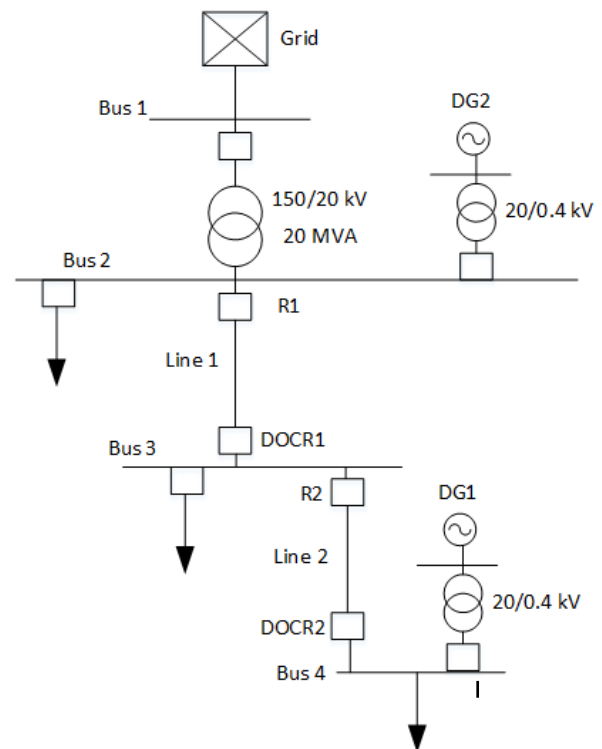 Grid
Bus 1
DG2
150/20 kV
20 MVA
20/0.4 kV
Bus 2
R1
Line 1
DOCR1
Bus 3
R2
DG1
Line 2
20/0.4 kV
DOCR2
Bus 4
I